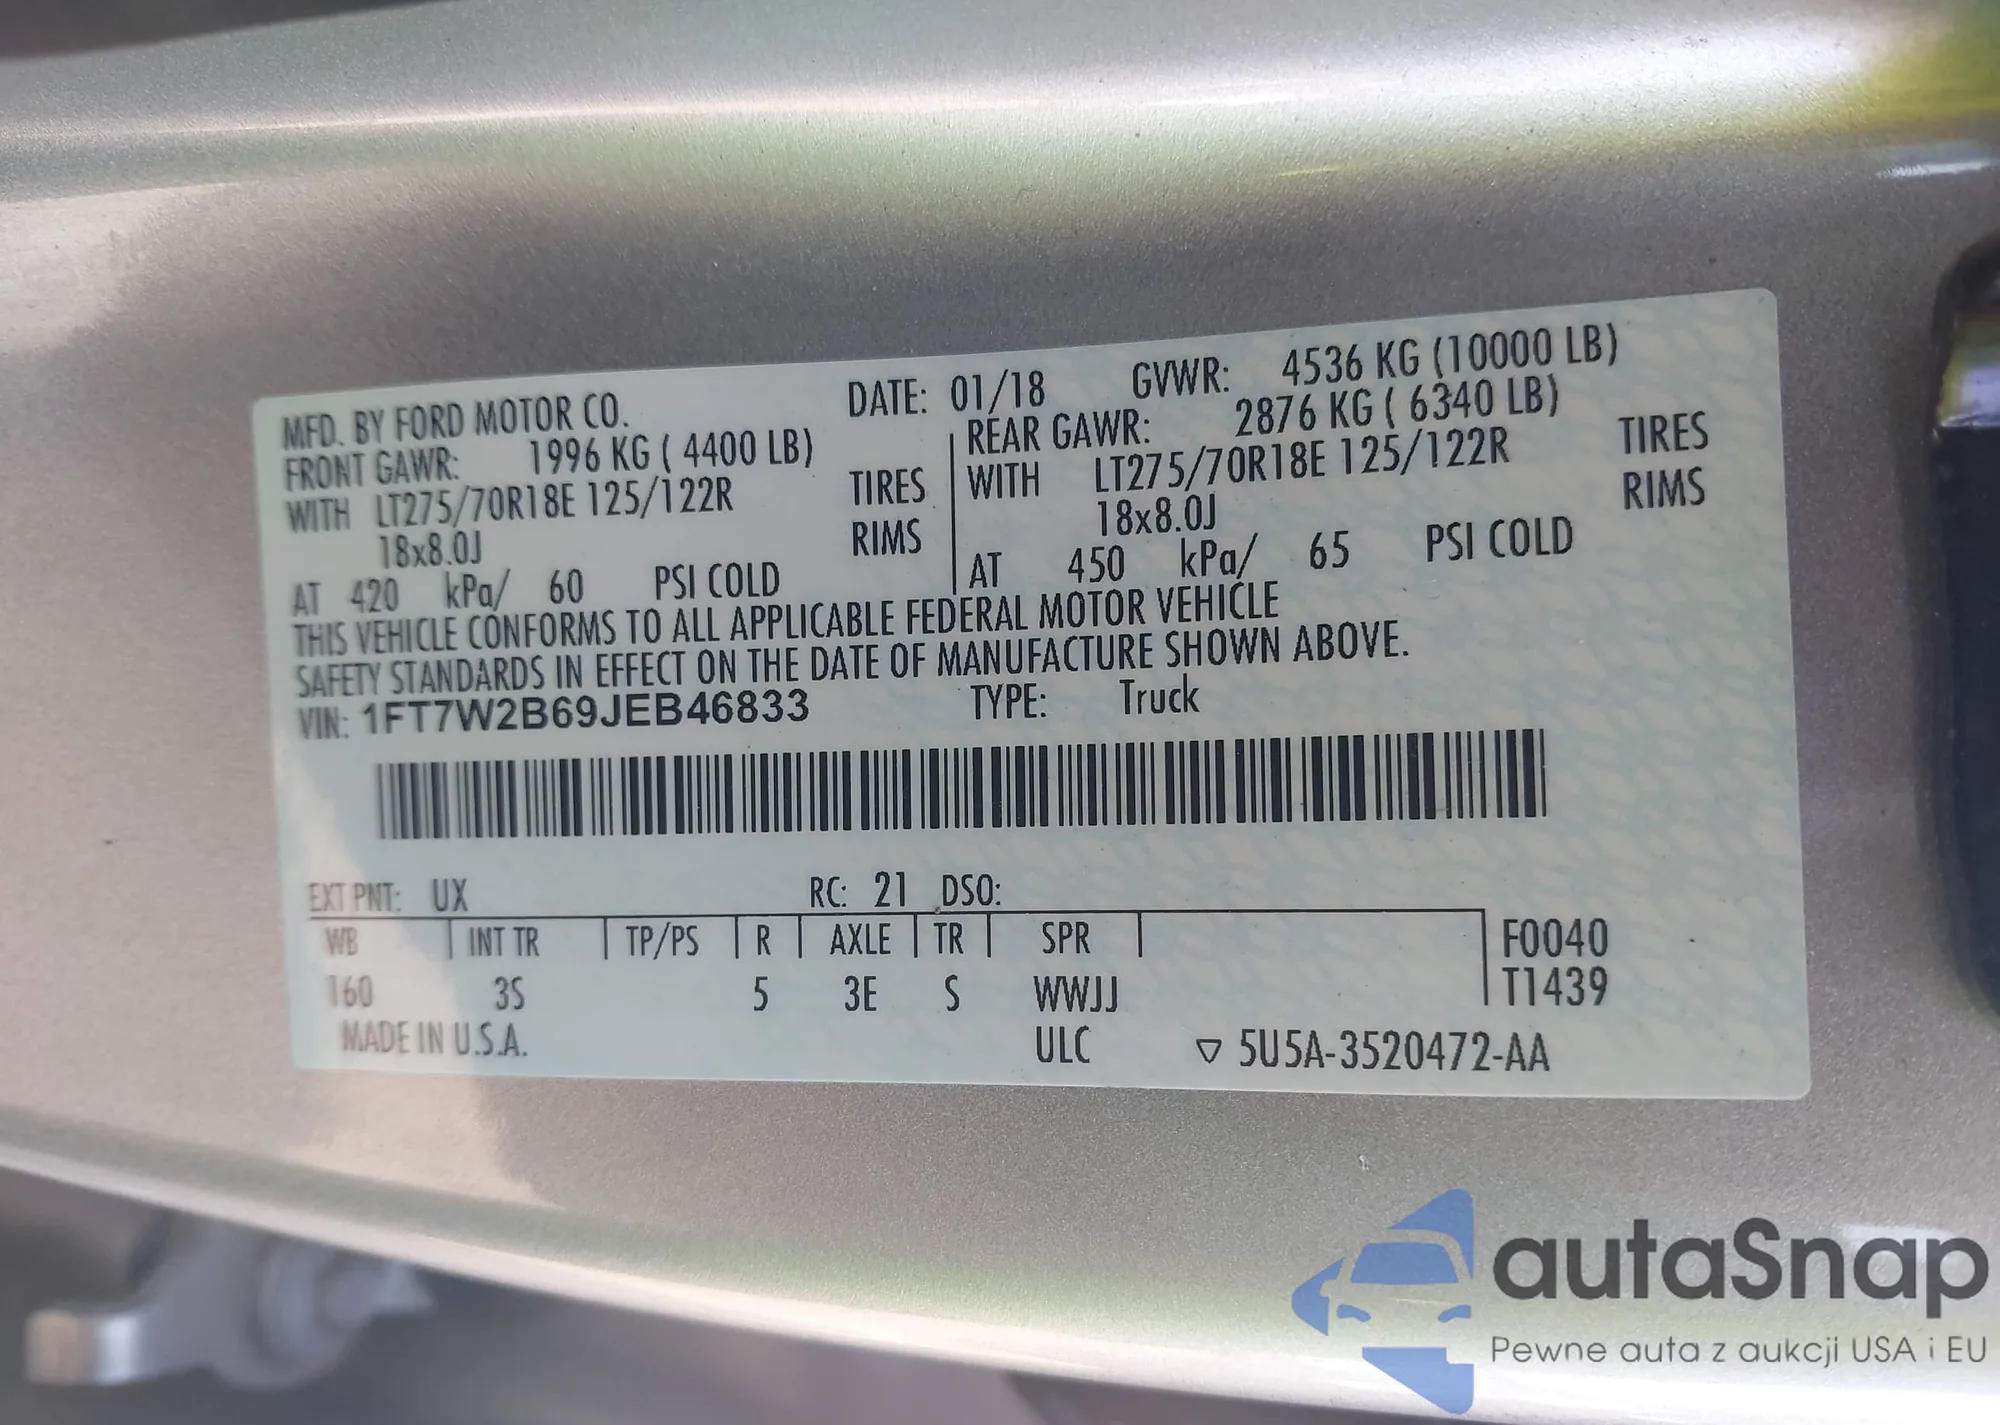 MFD. BY FORD MOTOR CO. DATE: 01/18 GVWR: 4536 KG (10000 LB)
FRONT GAWR: 1996 KG ( 4400 LB) REAR GAWR: 2876 KG ( 6340 LB)
WITH LT275/70R18E 125/122R TIRES WITH LT275/70R18E 125/122R TIRES
18x8.0J RIMS 18x8.0J RIMS
AT 420 kPa/ 60 PSI COLD AT 450 kPa/ 65 PSI COLD
THIS VEHICLE CONFORMS TO ALL APPLICABLE FEDERAL MOTOR VEHICLE
SAFETY STANDARDS IN EFFECT ON THE DATE OF MANUFACTURE SHOWN ABOVE.
VIN: 1FT7W2B69JEB46833 TYPE: Truck
EXT PNT: UX RC: 21 DSO:
WB INT TR TP/PS R AXLE TR SPR F0040
160 3S 5 3E S WWJJ T1439
MADE IN U.S.A. ULC ▽ 5U5A-3520472-AA
autaSnap
Pewne auta z aukcji USA i EU